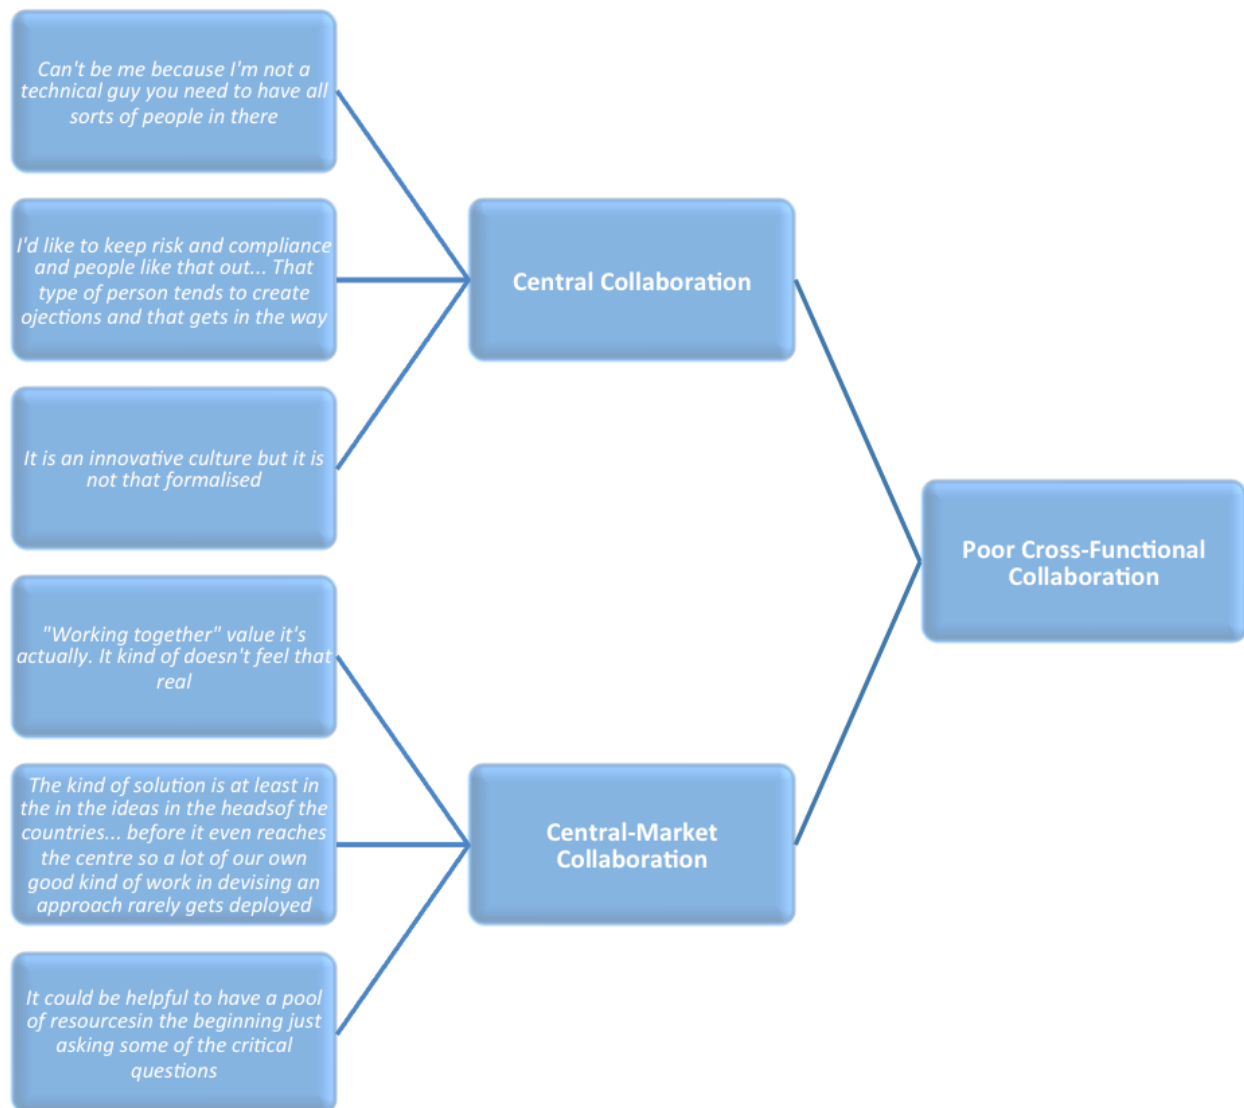 Can't be me because I'm not a
technical guy you need to have all
sorts of people in there
I'd like to keep risk and compliance
and people like that out... That
type of person tends to create
ojections and that gets in the way
It is an innovative culture but it is
not that formalised
"Working together" value it's
actually. It kind of doesn't feel that
real
The kind of solution is at least in
the in the ideas in the headsof the
countries... before it even reaches
the centre so a lot of our own
good kind of work in devising an
approach rarely gets deployed
It could be helpful to have a pool
of resourcesin the beginning just
asking some of the critical
questions
Central Collaboration
Central-Market
Collaboration
Poor Cross-Functional
Collaboration